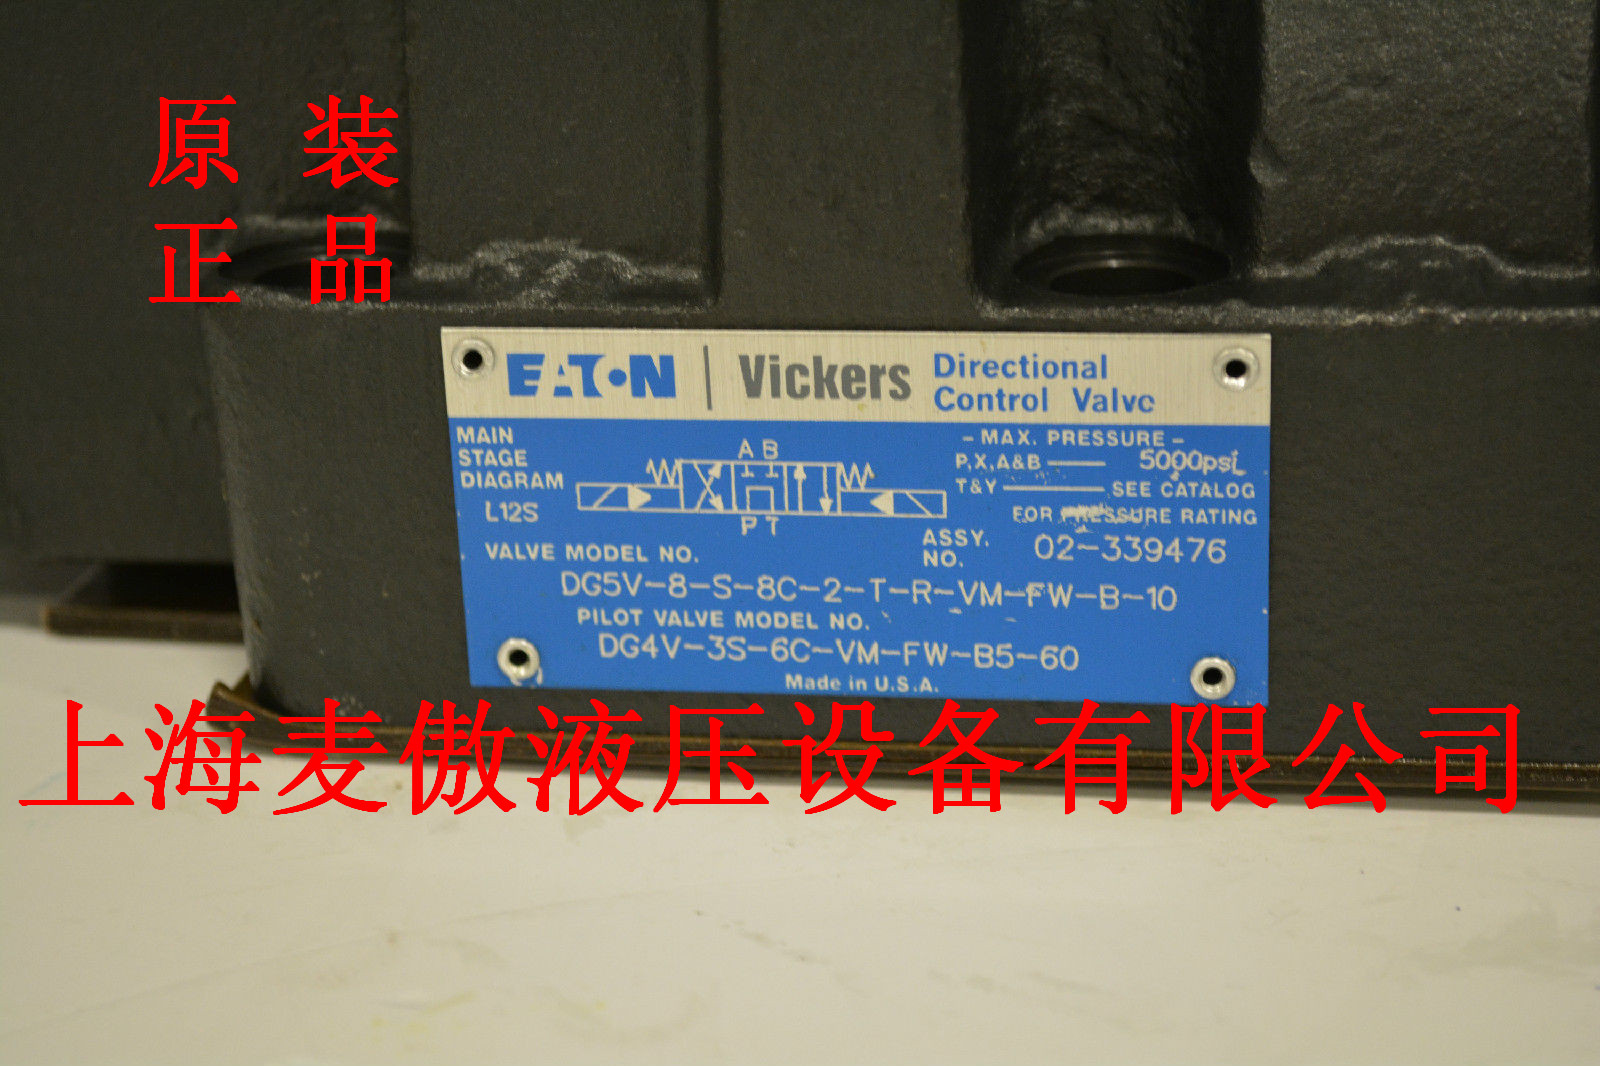 原装
正品
EATON | Vickers Directional Control Valve
MAIN STAGE DIAGRAM
L12S
A B
P T
- MAX. PRESSURE -
P,X,A&B 5000psi
T&Y SEE CATALOG
FOR PRESSURE RATING
ASSY. NO. 02-339476
VALVE MODEL NO.
DG5V-8-S-8C-2-T-R-VM-FW-B-10
PILOT VALVE MODEL NO.
DG4V-3S-6C-VM-FW-B5-60
Made in U.S.A.
上海麦傲液压设备有限公司